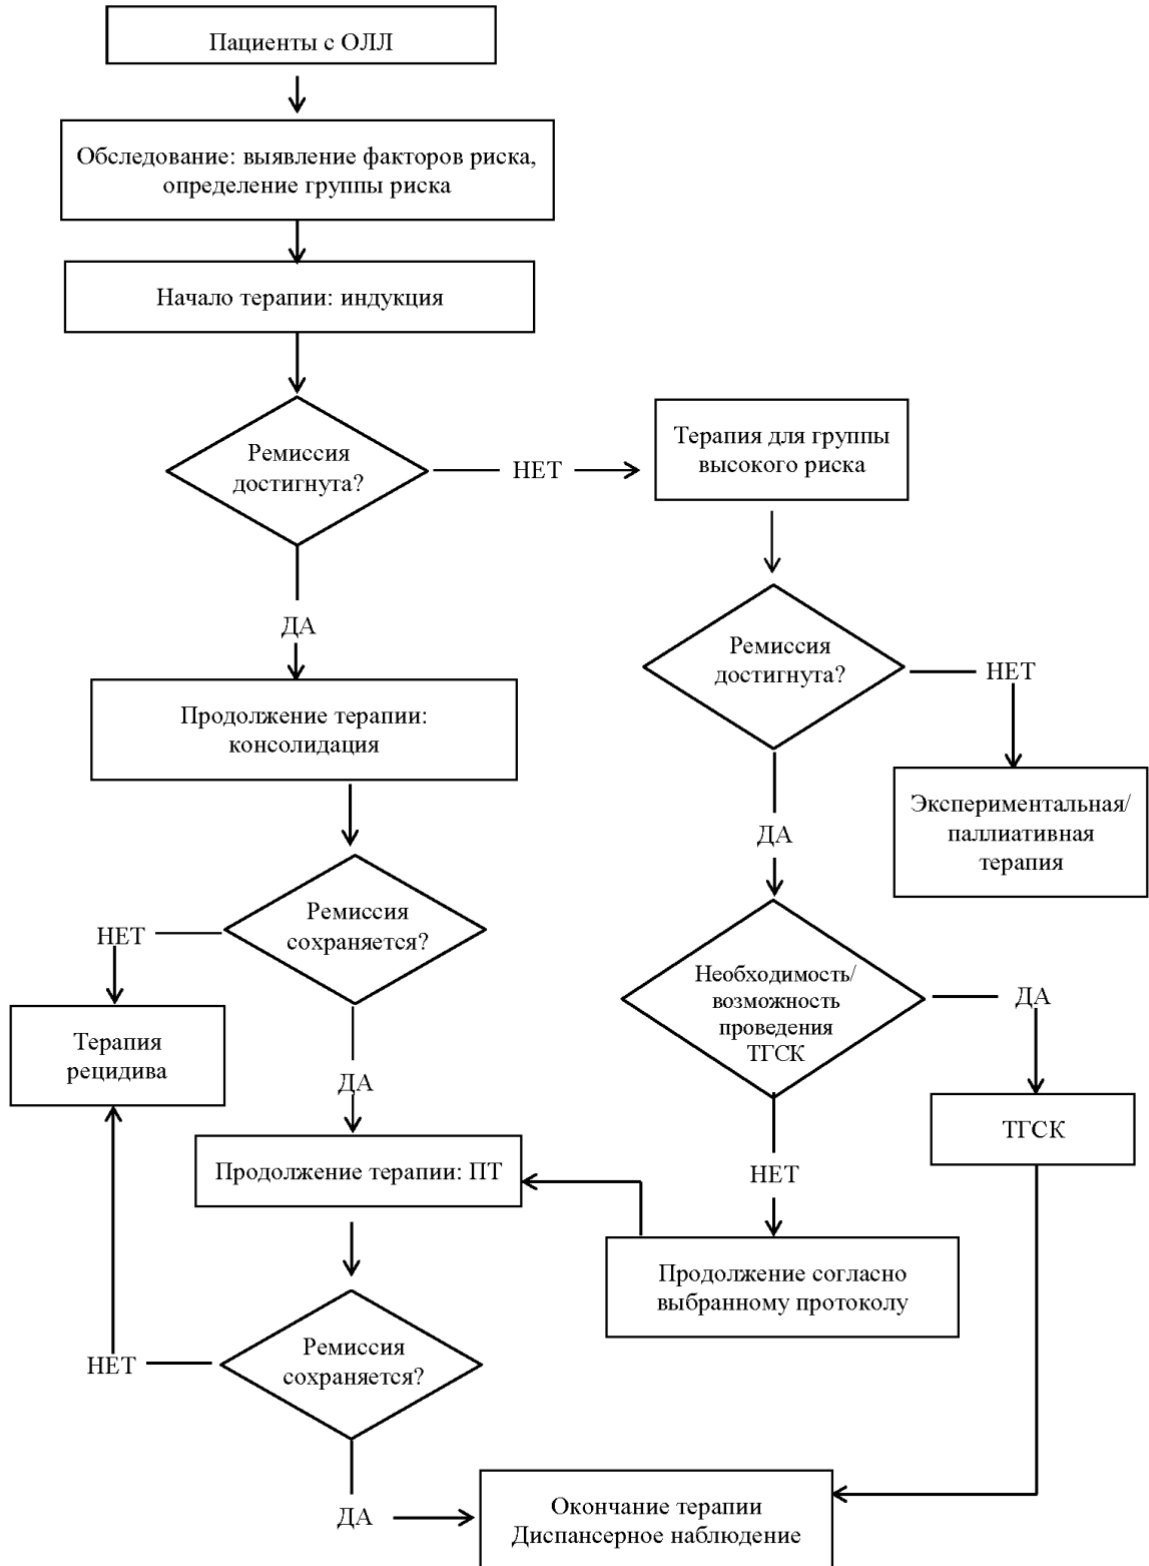 Пациенты с ОЛЛ
Обследование: выявление факторов риска,
определение группы риска
Начало терапии: индукция
Ремиссия
достигнута?
НЕТ
Терапия для группы
высокого риска
ДА
Ремиссия
достигнута?
НЕТ
Продолжение терапии:
консолидация
Экспериментальная/
паллиативная
терапия
ДА
Ремиссия
сохраняется?
НЕТ
Необходимость/
возможность
проведения
ТГСК
ДА
Терапия
рецидива
ДА
ТГСК
Продолжение терапии: ПТ
НЕТ
Продолжение согласно
выбранному протоколу
Ремиссия
сохраняется?
НЕТ
ДА
Окончание терапии
Диспансерное наблюдение